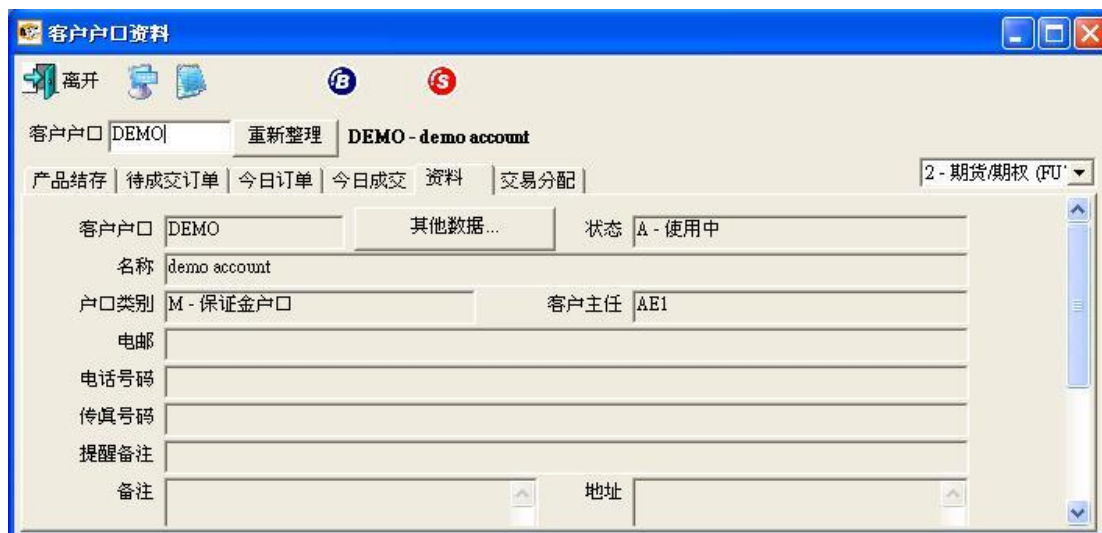 客户户口资料
离开 B S
客户户口 DEMO 重新整理 DEMO - demo account
产品结存 待成交订单 今日订单 今日成交 资料 交易分配 2 - 期货/期权 (FU
客户户口 DEMO 其他数据... 状态 A - 使用中
名称 demo account
户口类别 M - 保证金户口 客户主任 AE1
电邮
电话号码
传真号码
提醒备注
备注 地址